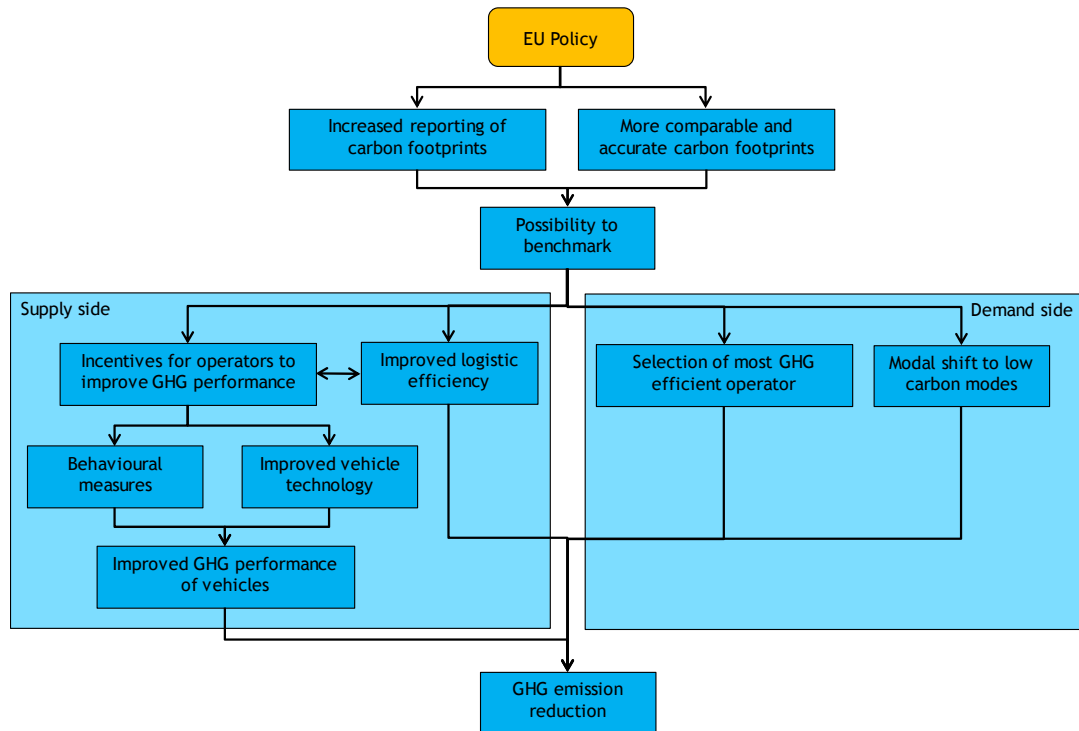 EU Policy
Increased reporting of
carbon footprints
More comparable and
accurate carbon footprints
Possibility to
benchmark
Supply side
Demand side
Incentives for operators to
improve GHG performance
Improved logistic
efficiency
Selection of most GHG
efficient operator
Modal shift to low
carbon modes
Behavioural
measures
Improved vehicle
technology
Improved GHG performance
of vehicles
GHG emission
reduction